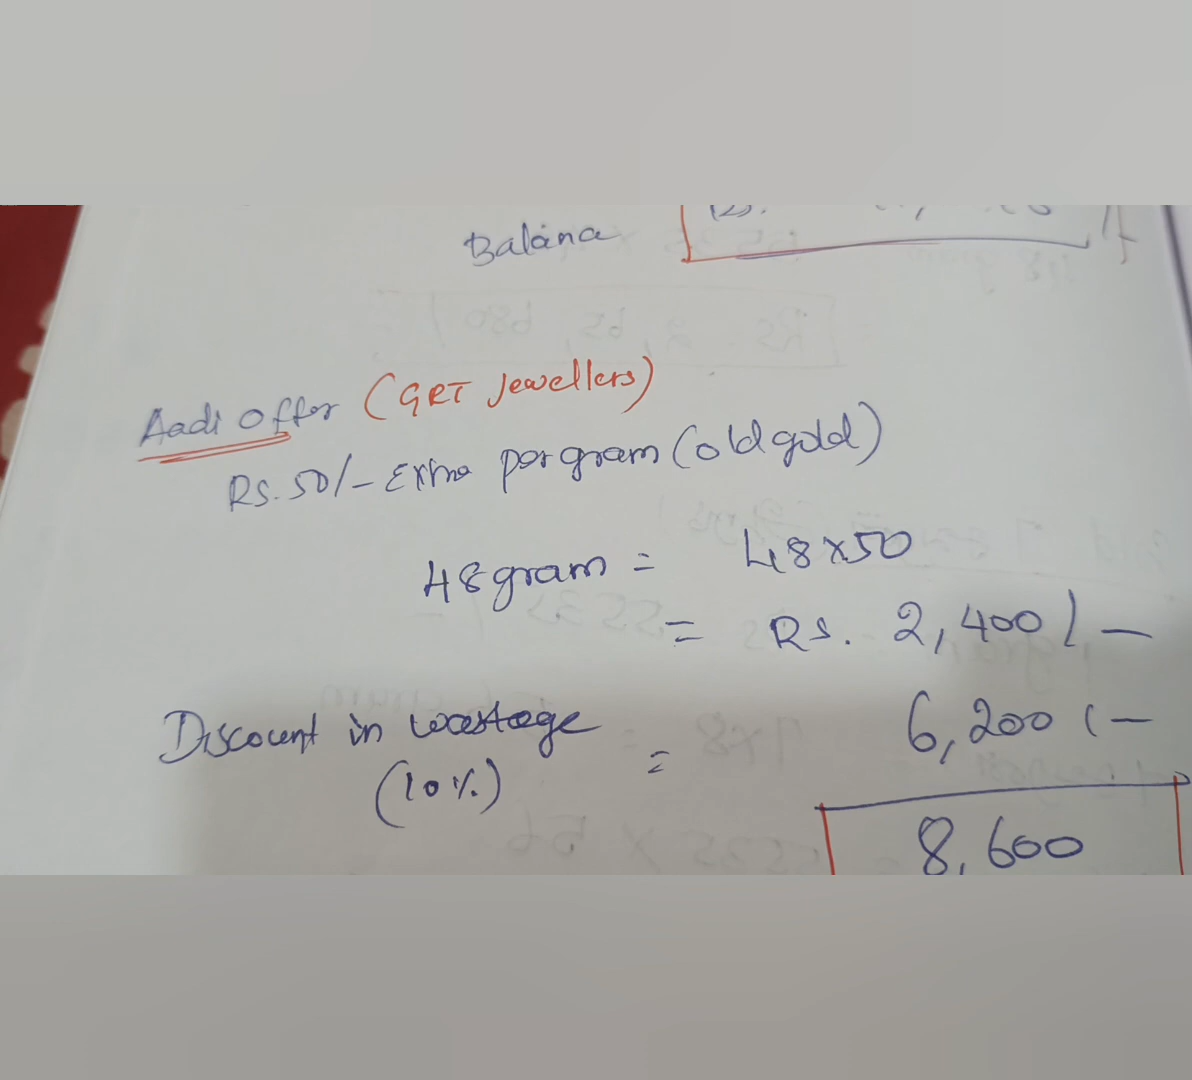 Balana
Aadi Offer (GRT Jewellers)
RS. 50/- Extra per gram (old gold)
48 gram = 48x50
= Rs. 2,400/-
Discount in wastage
(10%) = 6,200/-
8,600